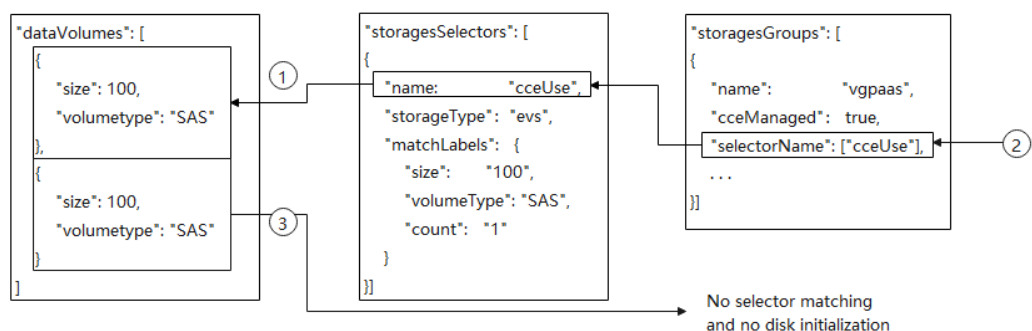 "dataVolumes": [
{
"size": 100,
"volumetype": "SAS"
},
{
"size": 100,
"volumetype": "SAS"
}
]
1
3
"storagesSelectors": [
{
"name: "cceUse",
"storageType": "evs",
"matchLabels": {
"size": "100",
"volumeType": "SAS",
"count": "1"
}
}]
"storagesGroups": [
{
"name": "vgpaas",
"cceManaged": true,
"selectorName": ["cceUse"],
...
}]
2
No selector matching
and no disk initialization